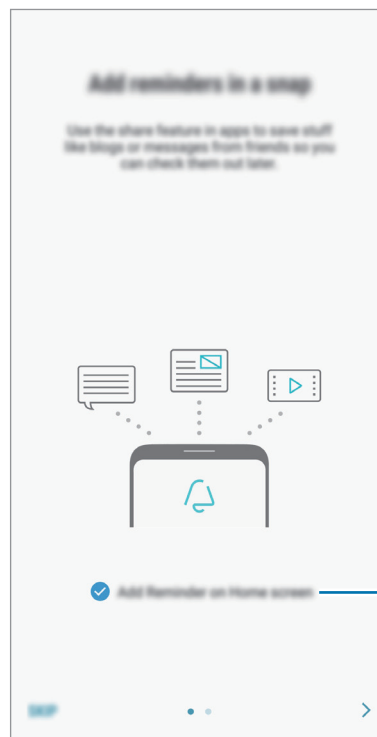 Add reminders in a snap
Use the share feature in apps to save stuff
like blogs or messages from friends so you
can check them out later.
Add Reminder on Home screen
SKIP